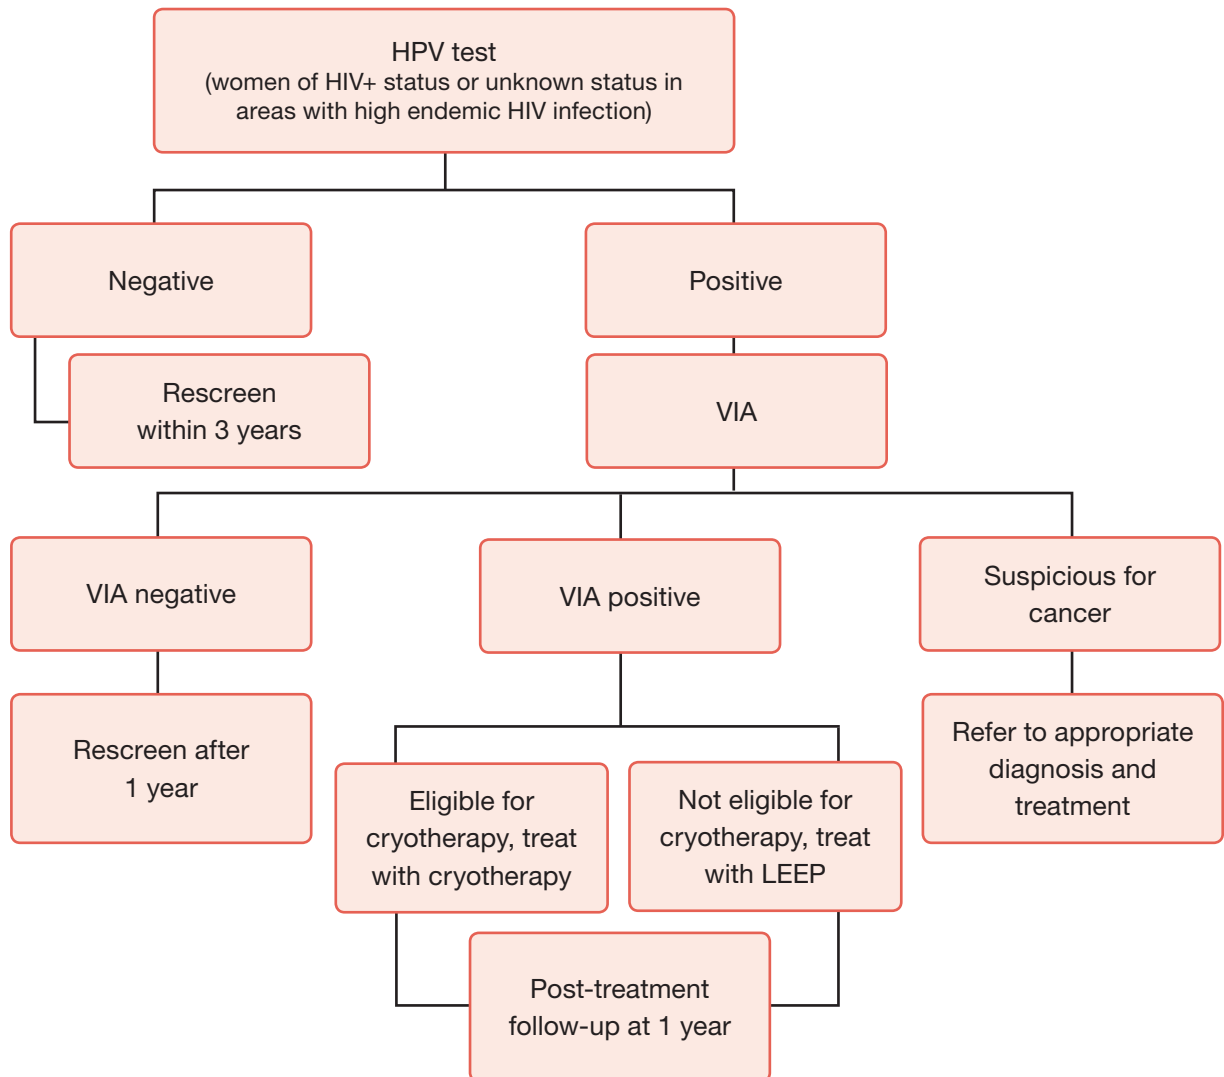 HPV test
(women of HIV+ status or unknown status in
areas with high endemic HIV infection)
Negative
Positive
Rescreen
within 3 years
VIA
VIA negative
VIA positive
Suspicious for
cancer
Rescreen after
1 year
Eligible for
cryotherapy, treat
with cryotherapy
Not eligible for
cryotherapy, treat
with LEEP
Refer to appropriate
diagnosis and
treatment
Post-treatment
follow-up at 1 year